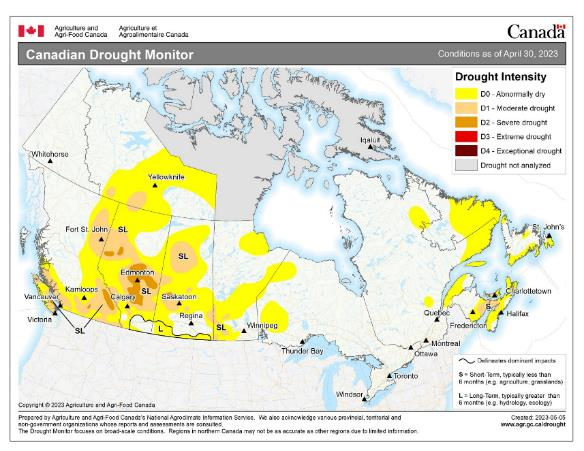 Agriculture and Agriculture et
Agri-Food Canada Agroalimentaire Canada
Canada
Canadian Drought Monitor
Conditions as of April 30, 2023
Drought Intensity
D0 - Abnormally dry
D1 - Moderate drought
D2 - Severe drought
D3 - Extreme drought
D4 - Exceptional drought
Drought not analyzed
Iqaluit
Whitehorse
Yellowknife
Fort St. John
SL
St. John's
SL
Edmonton
SL
Kamloops
Calgary
Saskatoon
Vancouver
Victoria
Regina
SL
L
SL
Winnipeg
Thunder Bay
Charlottetown
S
Halifax
Fredericton
Quebec
Montreal
Ottawa
Toronto
Windsor
Delineates dominant impacts
S = Short-Term, typically less than
6 months (e.g. agriculture, grasslands)
L = Long-Term, typically greater than
6 months (e.g. hydrology, ecology)
Copyright © 2023 Agriculture and Agri-Food Canada
Prepared by Agriculture and Agri-Food Canada's National Agroclimate Information Service. We also acknowledge various provincial, territorial and
non-government organizations whose reports and assessments are consulted.
The Drought Monitor focuses on broad-scale conditions. Regions in northern Canada may not be as accurate as other regions due to limited information.
Created: 2023-05-05
www.agr.gc.ca/drought